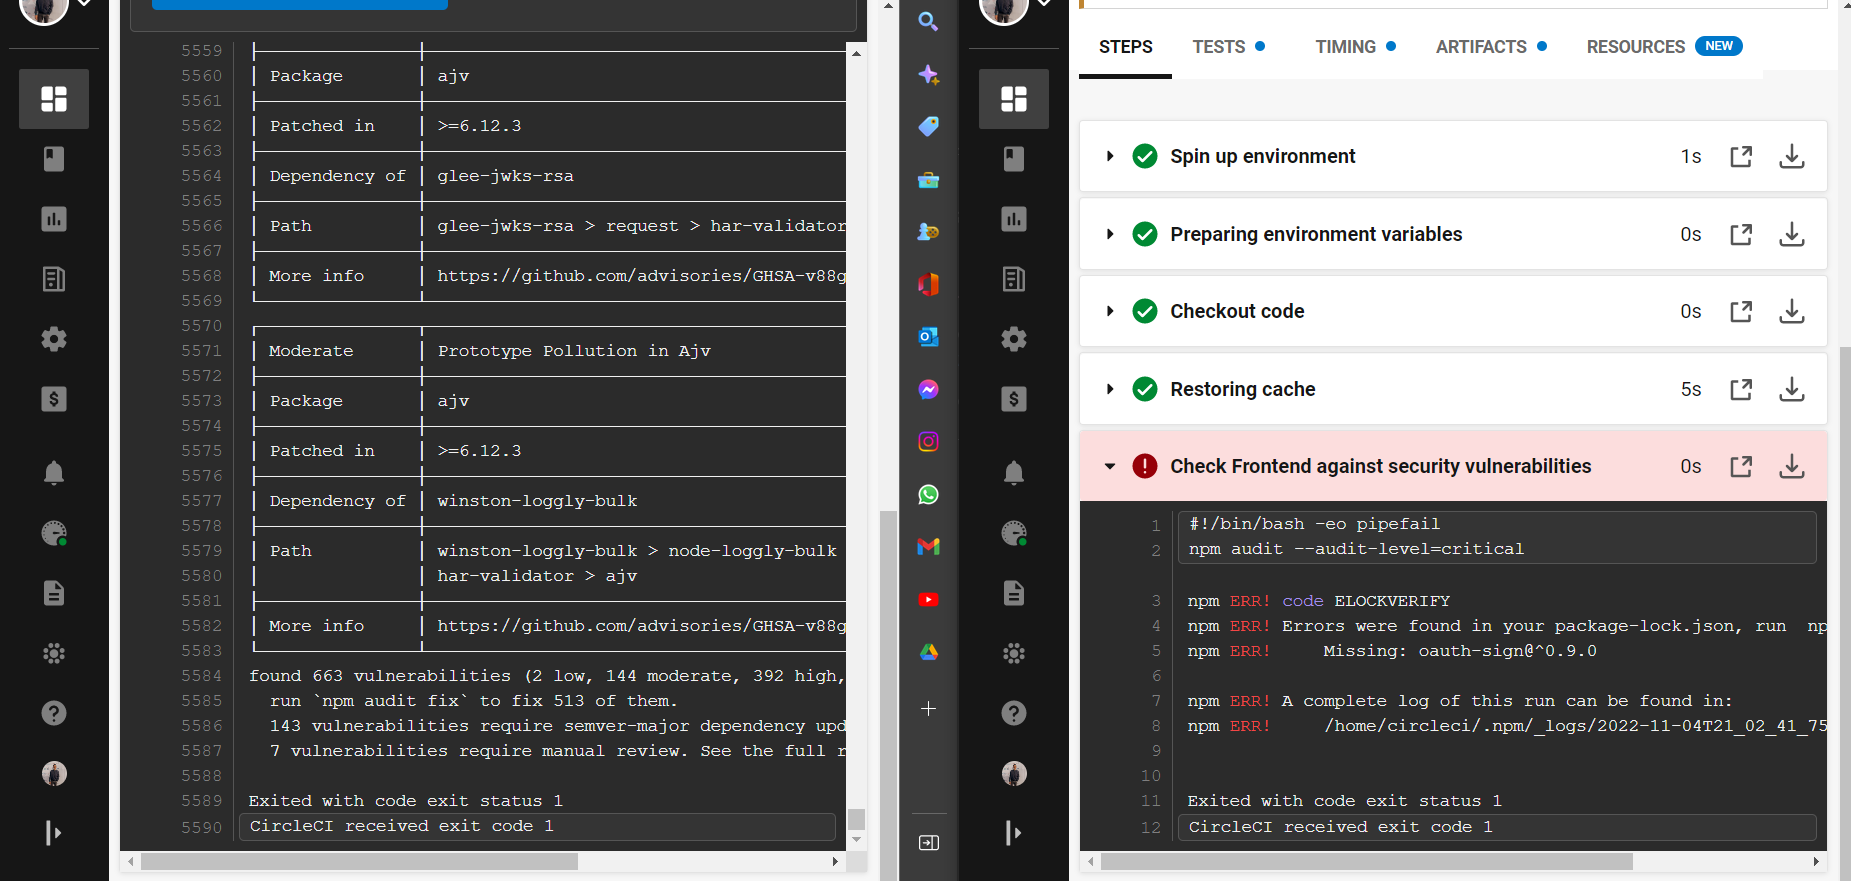 5559
5560 Package ajv
5561
5562 Patched in >=6.12.3
5563
5564 Dependency of glee-jwks-rsa
5565
5566 Path glee-jwks-rsa > request > har-validator
5567
5568 More info https://github.com/advisories/GHSA-v88g
5569
5570
5571 Moderate Prototype Pollution in Ajv
5572
5573 Package ajv
5574
5575 Patched in >=6.12.3
5576
5577 Dependency of winston-loggly-bulk
5578
5579 Path winston-loggly-bulk > node-loggly-bulk
5580 har-validator > ajv
5581
5582 More info https://github.com/advisories/GHSA-v88g
5583
5584 found 663 vulnerabilities (2 low, 144 moderate, 392 high,
5585 run `npm audit fix` to fix 513 of them.
5586 143 vulnerabilities require semver-major dependency upd
5587 7 vulnerabilities require manual review. See the full r
5588
5589 Exited with code exit status 1
5590 CircleCI received exit code 1
STEPS TESTS TIMING ARTIFACTS RESOURCES NEW
Spin up environment 1s
Preparing environment variables 0s
Checkout code 0s
Restoring cache 5s
Check Frontend against security vulnerabilities 0s
1 #!/bin/bash -eo pipefail
2 npm audit --audit-level=critical
3 npm ERR! code ELOCKVERIFY
4 npm ERR! Errors were found in your package-lock.json, run np
5 npm ERR! Missing: oauth-sign@^0.9.0
6
7 npm ERR! A complete log of this run can be found in:
8 npm ERR! /home/circleci/.npm/_logs/2022-11-04T21_02_41_75
9
10
11 Exited with code exit status 1
12 CircleCI received exit code 1